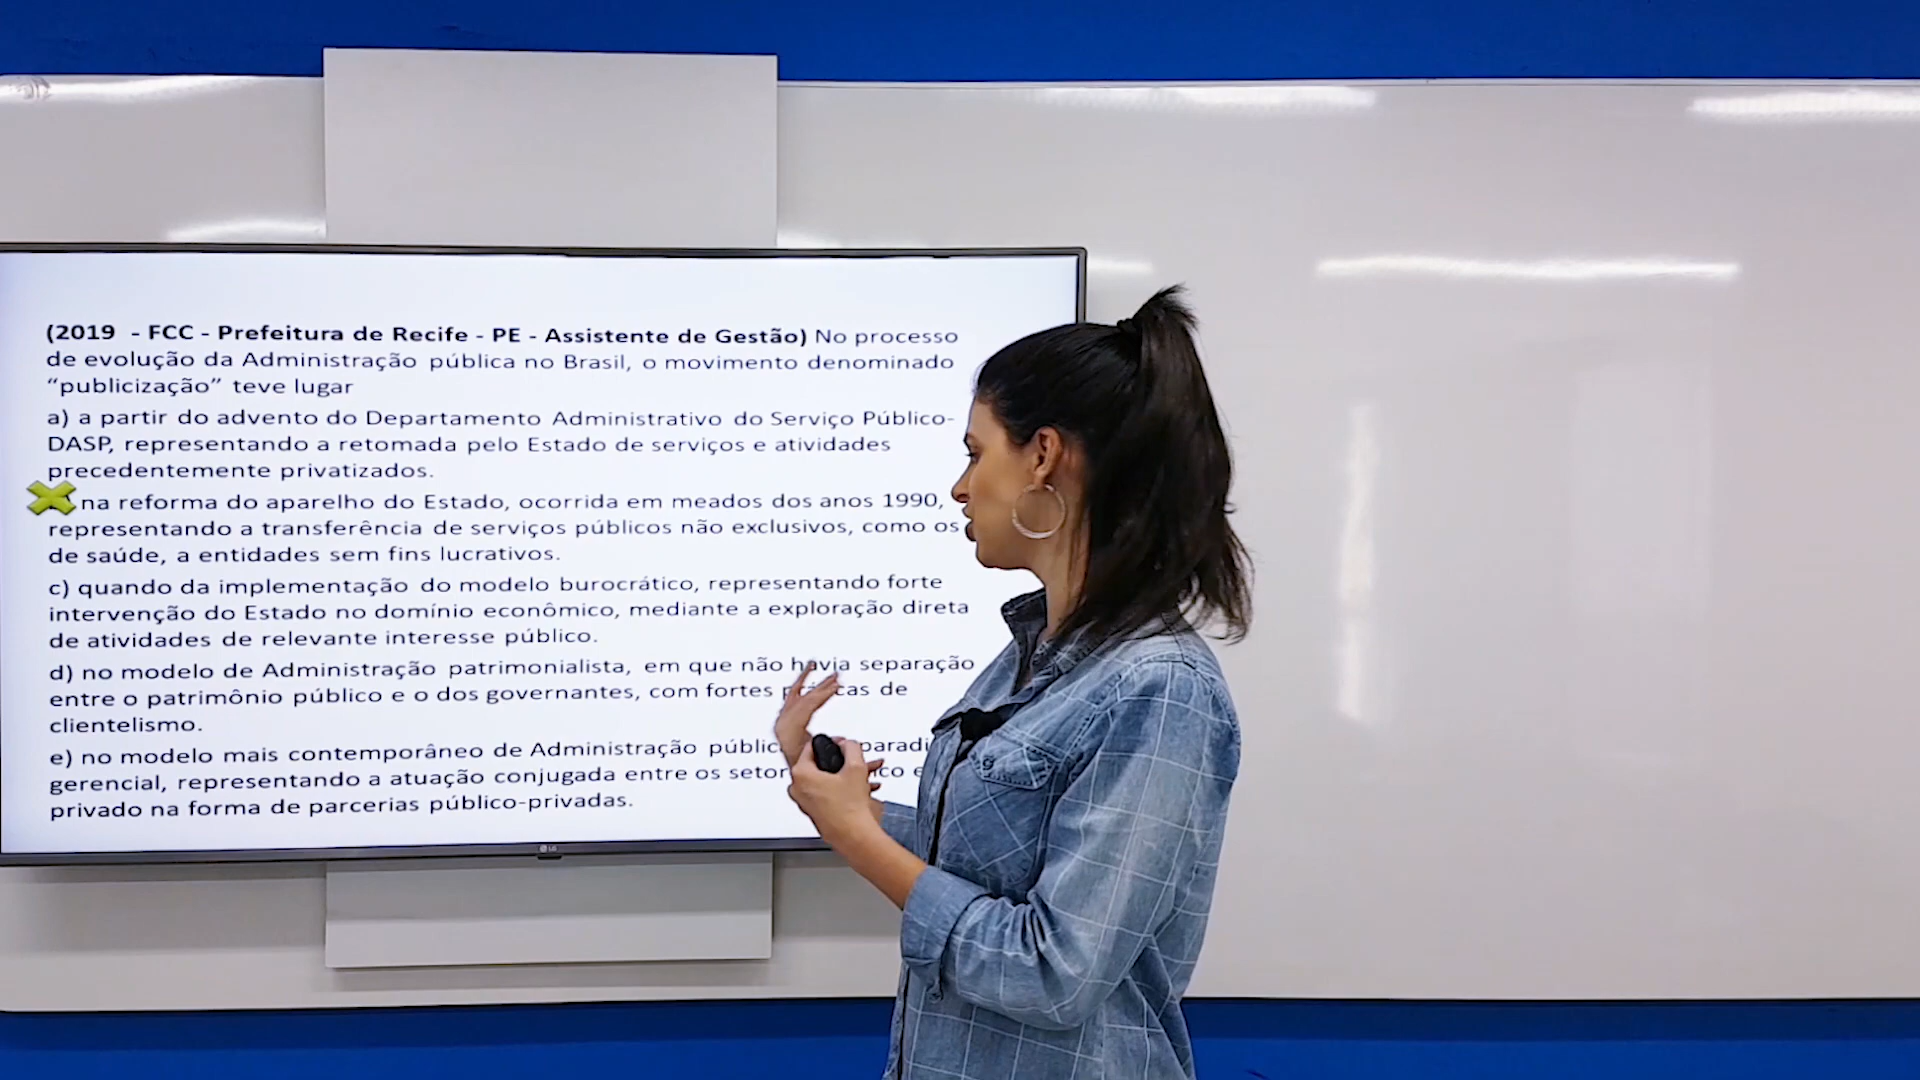 (2019 - FCC - Prefeitura de Recife - PE - Assistente de Gestão) No processo
de evolução da Administração pública no Brasil, o movimento denominado
“publicização” teve lugar
a) a partir do advento do Departamento Administrativo do Serviço Público-
DASP, representando a retomada pelo Estado de serviços e atividades
precedentemente privatizados.
na reforma do aparelho do Estado, ocorrida em meados dos anos 1990,
representando a transferência de serviços públicos não exclusivos, como os
de saúde, a entidades sem fins lucrativos.
c) quando da implementação do modelo burocrático, representando forte
intervenção do Estado no domínio econômico, mediante a exploração direta
de atividades de relevante interesse público.
d) no modelo de Administração patrimonialista, em que não havia separação
entre o patrimônio público e o dos governantes, com fortes de
clientelismo.
e) no modelo mais contemporâneo de Administração
gerencial, representando a atuação conjugada entre os e
privado na forma de parcerias público-privadas.
LG